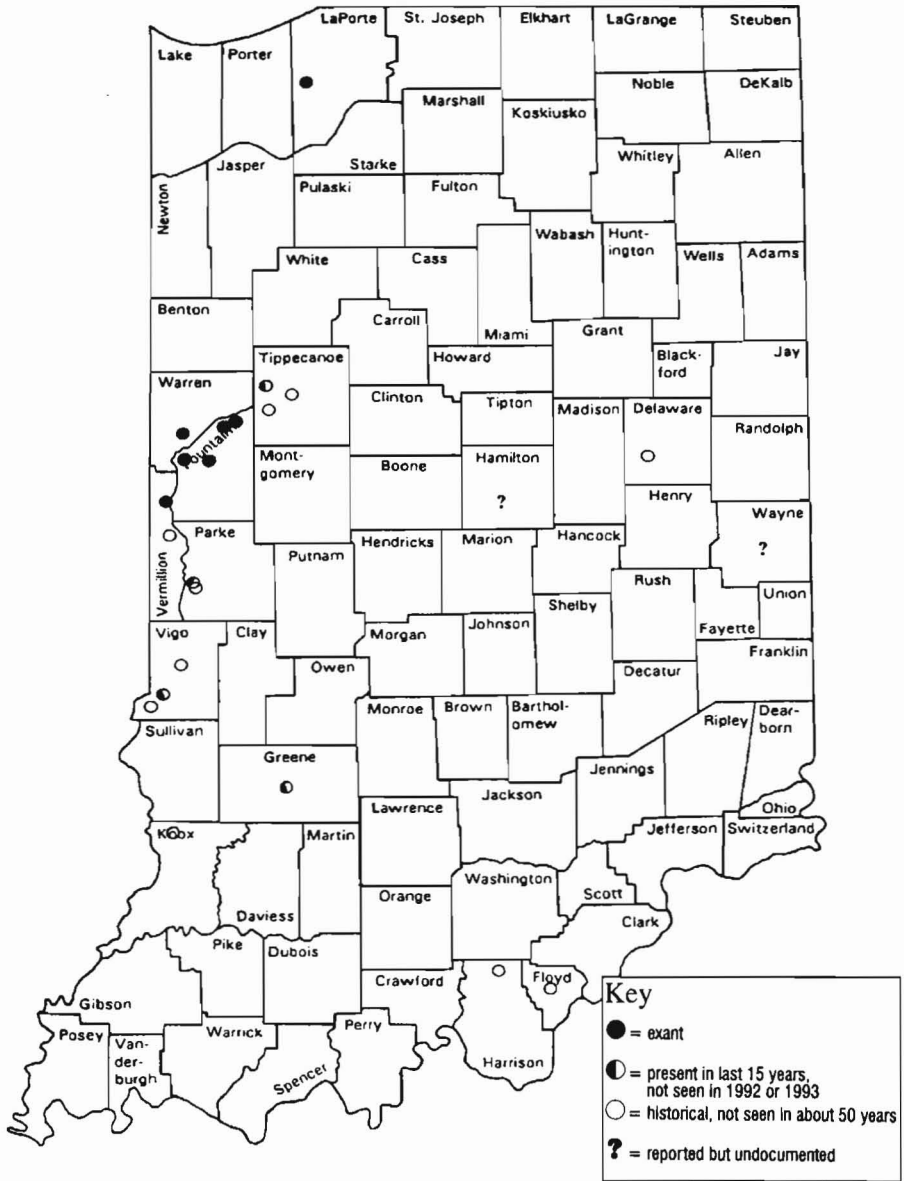 LaPorte
St. Joseph
Elkhart
LaGrange
Steuben
Lake
Porter
Noble
DeKalb
Marshall
Koskiusko
Starke
Whitley
Allen
Jasper
Newton
Pulaski
Fulton
Wabash
Hunt-
ington
Wells
Adams
White
Cass
Benton
Carroll
Miami
Grant
Tippecanoe
Howard
Black-
ford
Jay
Warren
Clinton
Tipton
Madison
Delaware
Randolph
Fountain
Mont-
gomery
Boone
Hamilton
?
Henry
Wayne
?
Vermillion
Parke
Putnam
Hendricks
Marion
Hancock
Rush
Union
Shelby
Fayette
Vigo
Clay
Morgan
Johnson
Franklin
Owen
Decatur
Monroe
Brown
Barthol-
omew
Ripley
Dear-
born
Sullivan
Greene
Jennings
Jackson
Lawrence
Ohio
Knox
Martin
Jefferson
Switzerland
Washington
Orange
Scott
Daviess
Clark
Pike
Dubois
Crawford
Floyd
Gibson
Perry
Harrison
Posey
Van-
der-
burgh
Warrick
Spencer
Key
= exant
= present in last 15 years,
not seen in 1992 or 1993
= historical, not seen in about 50 years
? = reported but undocumented